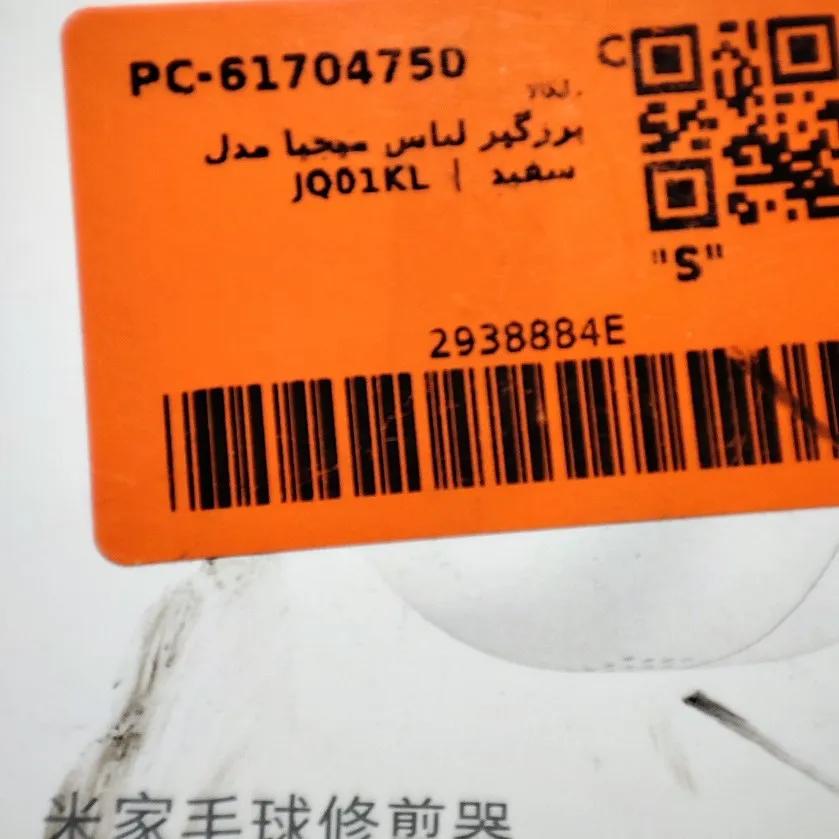 PC-61704750
C
پرزگیر لباس میجیا مدل
JQ01KL | سفید
"S"
2938884E
米家毛球修剪器